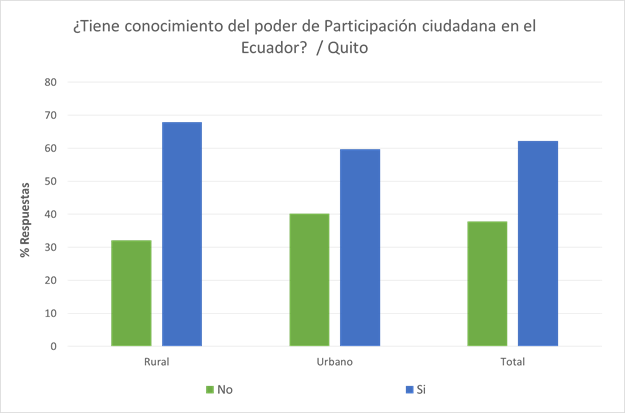 ¿Tiene conocimiento del poder de Participación ciudadana en el
Ecuador?  / Quito
80
70
60
50
40
30
20
10
0
% Respuestas
Rural
Urbano
Total
No
Si